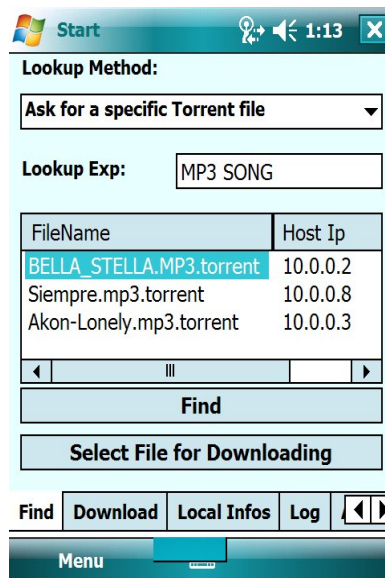 Start 1:13
Lookup Method:
Ask for a specific Torrent file
Lookup Exp: MP3 SONG
FileName Host Ip
BELLA_STELLA.MP3.torrent 10.0.0.2
Siempre.mp3.torrent 10.0.0.8
Akon-Lonely.mp3.torrent 10.0.0.3
Find
Select File for Downloading
Find Download Local Infos Log
Menu